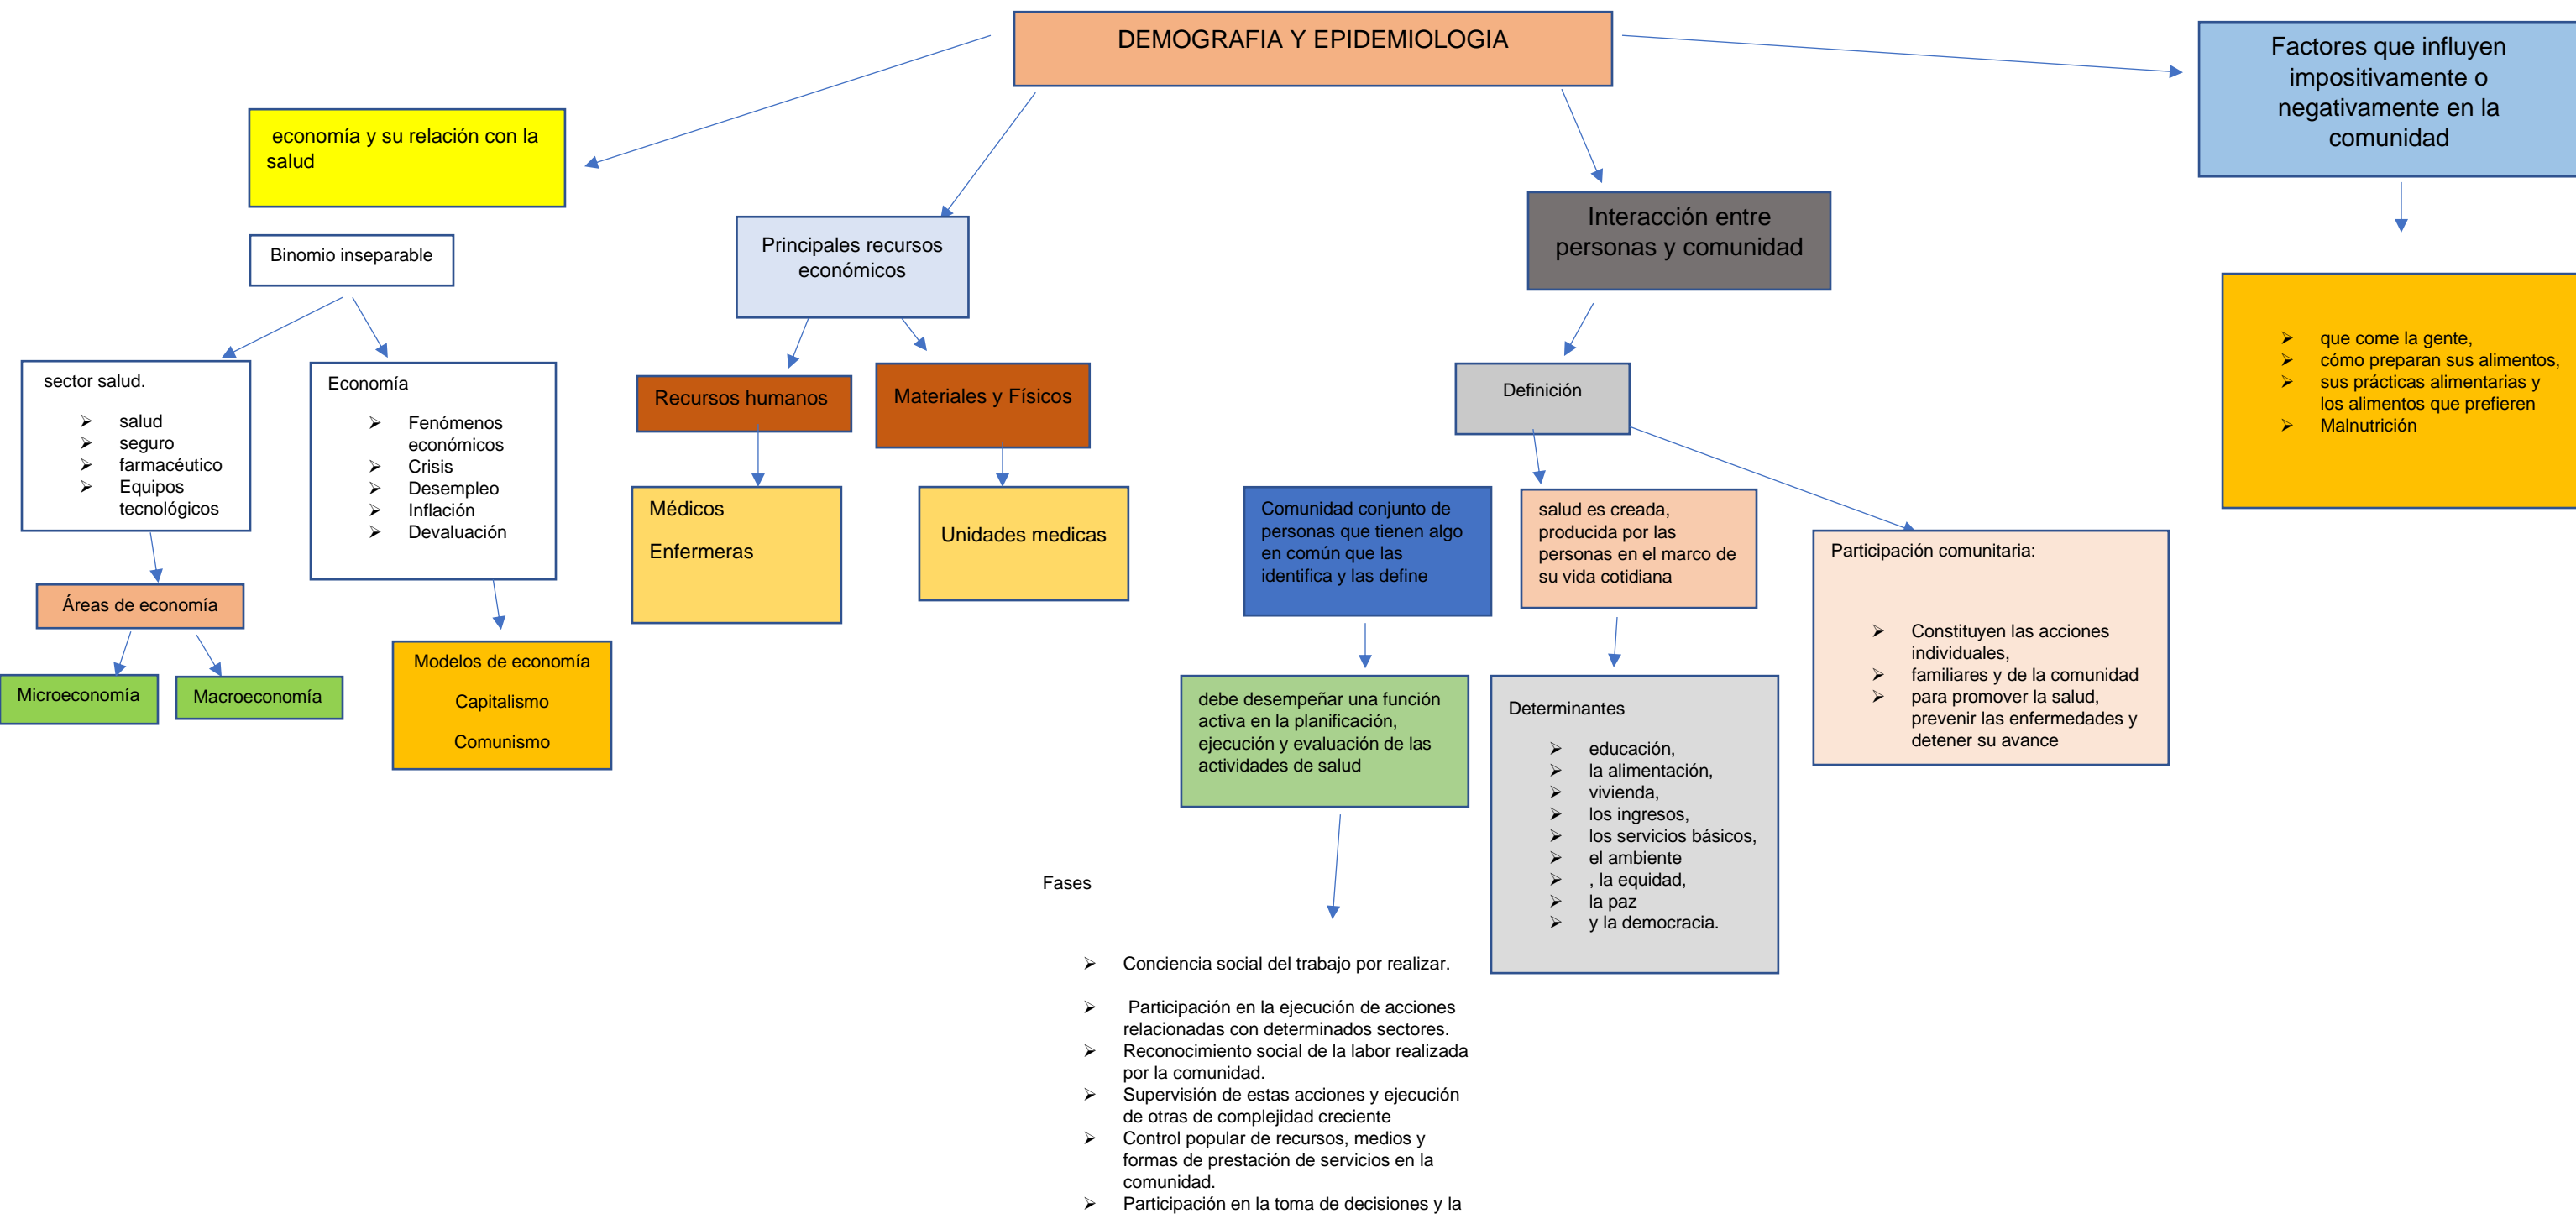 DEMOGRAFIA Y EPIDEMIOLOGIA
Factores que influyen
impositivamente o
negativamente en la
comunidad
economía y su relación con la
salud
Binomio inseparable
Principales recursos
económicos
Interacción entre
personas y comunidad
sector salud.
➢ salud
➢ seguro
➢ farmacéutico
➢ Equipos
tecnológicos
Economía
➢ Fenómenos
económicos
➢ Crisis
➢ Desempleo
➢ Inflación
➢ Devaluación
Recursos humanos
Materiales y Físicos
Definición
➢ que come la gente,
➢ cómo preparan sus alimentos,
➢ sus prácticas alimentarias y
los alimentos que prefieren
➢ Malnutrición
Médicos
Enfermeras
Unidades medicas
Comunidad conjunto de
personas que tienen algo
en común que las
identifica y las define
salud es creada,
producida por las
personas en el marco de
su vida cotidiana
Participación comunitaria:
➢ Constituyen las acciones
individuales,
➢ familiares y de la comunidad
➢ para promover la salud,
prevenir las enfermedades y
detener su avance
Áreas de economía
Microeconomía
Macroeconomía
Modelos de economía
Capitalismo
Comunismo
debe desempeñar una función
activa en la planificación,
ejecución y evaluación de las
actividades de salud
Determinantes
➢ educación,
➢ la alimentación,
➢ vivienda,
➢ los ingresos,
➢ los servicios básicos,
➢ el ambiente
➢ , la equidad,
➢ la paz
➢ y la democracia.
Fases
➢ Conciencia social del trabajo por realizar.
➢ Participación en la ejecución de acciones
relacionadas con determinados sectores.
➢ Reconocimiento social de la labor realizada
por la comunidad.
➢ Supervisión de estas acciones y ejecución
de otras de complejidad creciente
➢ Control popular de recursos, medios y
formas de prestación de servicios en la
comunidad.
➢ Participación en la toma de decisiones y la